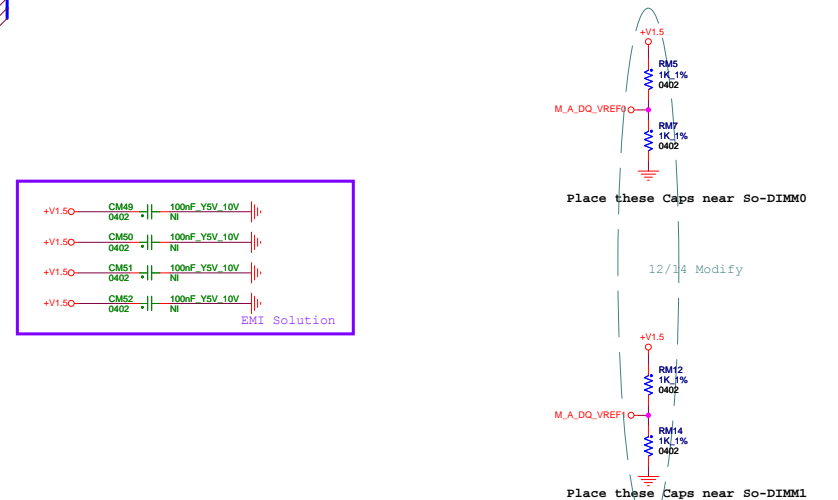 +V1.5
RM5
1K_1%
0402
M_A_DQ_VREF0
RM7
1K_1%
0402
Place these Caps near So-DIMM0
+V1.5
CM49
0402
100nF_Y5V_10V
NI
+V1.5
CM50
0402
100nF_Y5V_10V
NI
+V1.5
CM51
0402
100nF_Y5V_10V
NI
+V1.5
CM52
0402
100nF_Y5V_10V
NI
EMI Solution
12/14 Modify
+V1.5
RM12
1K_1%
0402
M_A_DQ_VREF1
RM14
1K_1%
0402
Place these Caps near So-DIMM1